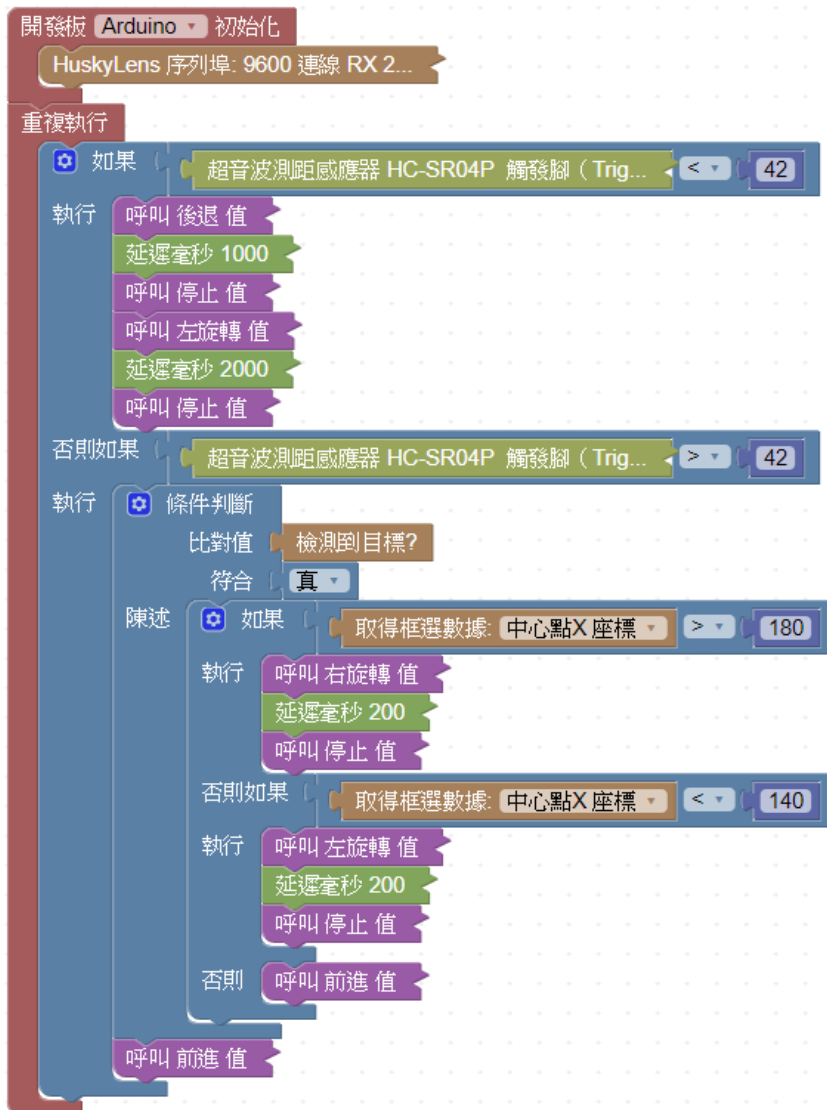 開發板 Arduino 初始化
HuskyLens 序列埠: 9600 連線 RX 2...
重複執行
如果 超音波測距感應器 HC-SR04P 觸發腳（Trig... < 42
執行 呼叫 後退 值
延遲毫秒 1000
呼叫 停止 值
呼叫 左旋轉 值
延遲毫秒 2000
呼叫 停止 值
否則如果 超音波測距感應器 HC-SR04P 觸發腳（Trig... > 42
執行 條件判斷
比對值 檢測到目標?
符合 真
陳述 如果 取得框選數據: 中心點X 座標 > 180
執行 呼叫 右旋轉 值
延遲毫秒 200
呼叫 停止 值
否則如果 取得框選數據: 中心點X 座標 < 140
執行 呼叫 左旋轉 值
延遲毫秒 200
呼叫 停止 值
否則 呼叫 前進 值
呼叫 前進 值